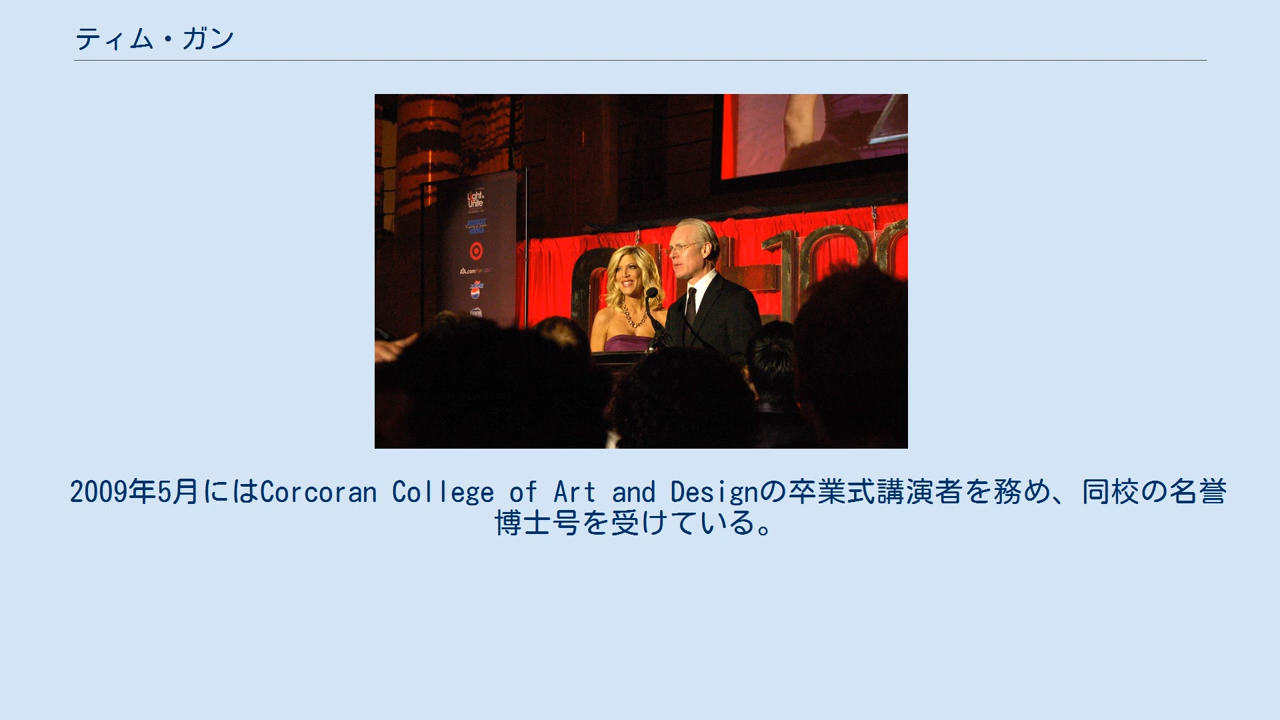 ティム・ガン
Light
Unite
2009年5月にはCorcoran College of Art and Designの卒業式講演者を務め、同校の名誉
博士号を受けている。